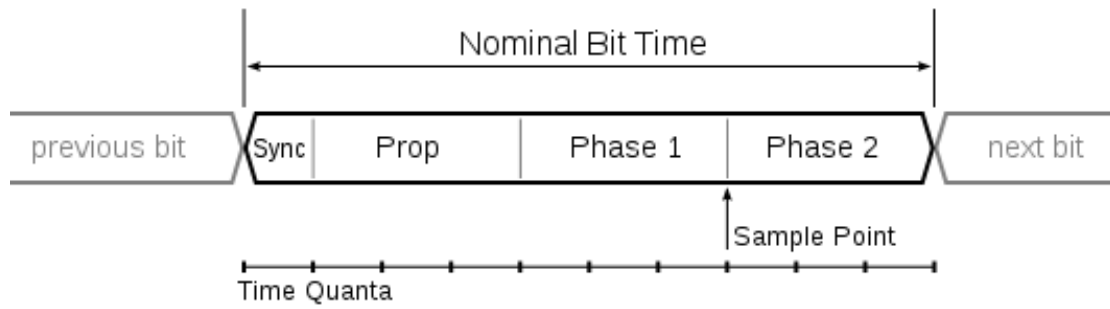 Nominal Bit Time
previous bit Sync Prop Phase 1 Phase 2 next bit
Sample Point
Time Quanta